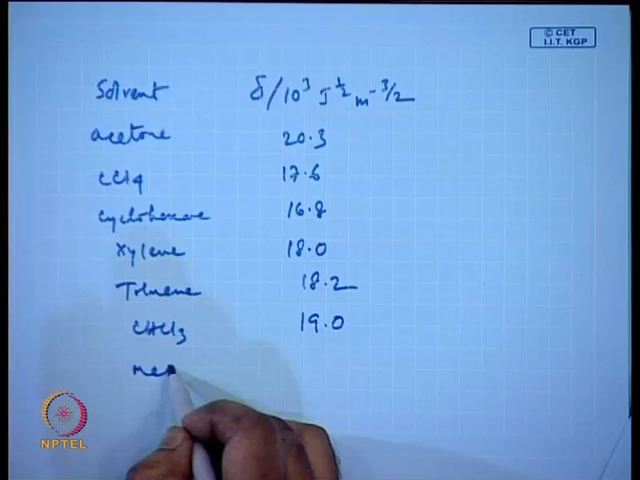 © CET
I.I.T. KGP
Solvent δ/10³ J^½ m^-3/2
acetone 20.3
CCl4 17.6
cyclohexane 16.8
Xylene 18.0
Toluene 18.2
CHCl3 19.0
Me
NPTEL